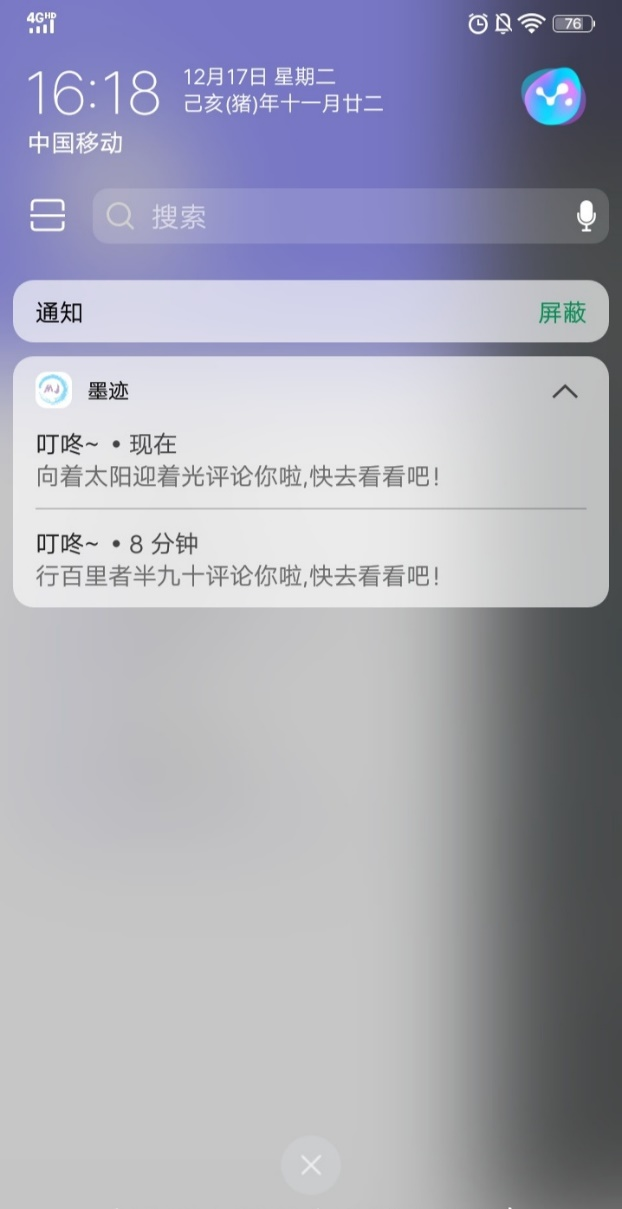 4G HD
76
16:18
12月17日 星期二
己亥(猪)年十一月廿二
中国移动
搜索
通知
屏蔽
MJ
墨迹
叮咚~ • 现在
向着太阳迎着光评论你啦,快去看看吧!
叮咚~ • 8 分钟
行百里者半九十评论你啦,快去看看吧!